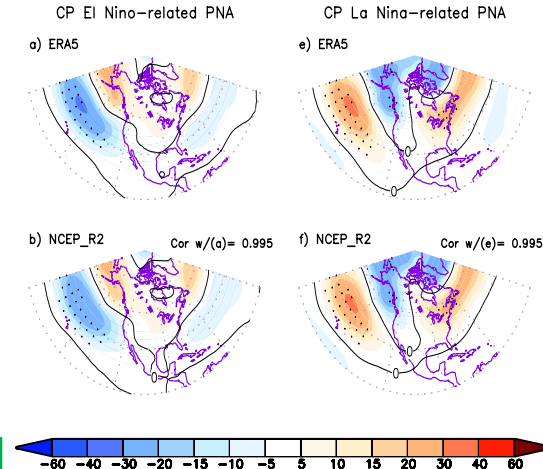 CP El Nino-related PNA
CP La Nina-related PNA
a) ERA5
e) ERA5
0
0
0
b) NCEP_R2
Cor w/(a)= 0.995
f) NCEP_R2
Cor w/(e)= 0.995
0
0
0
-60 -40 -30 -20 -15 -10 -5 5 10 15 20 30 40 60